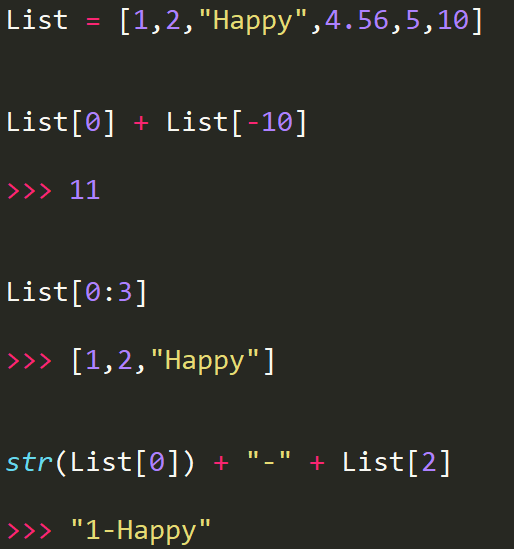 List = [1,2,"Happy",4.56,5,10]
List[0] + List[-10]
>>> 11
List[0:3]
>>> [1,2,"Happy"]
str(List[0]) + "-" + List[2]
>>> "1-Happy"